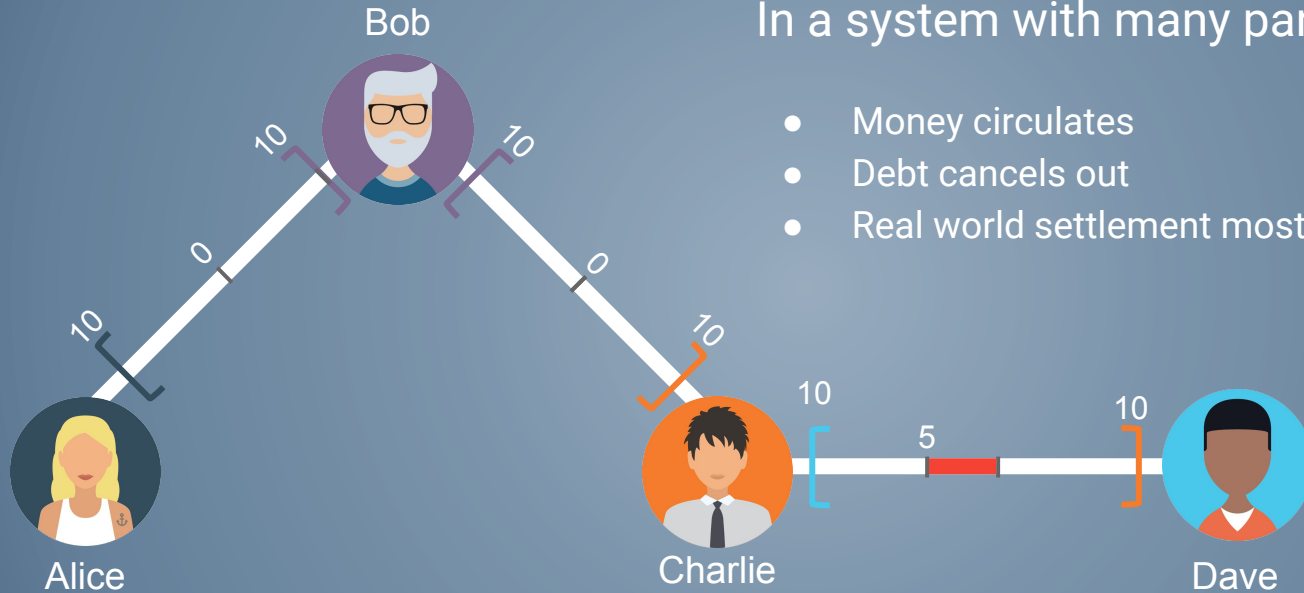 Bob
In a system with many par
● Money circulates
● Debt cancels out
● Real world settlement most
10
10
0
0
10
10
10
10
5
Alice
Charlie
Dave